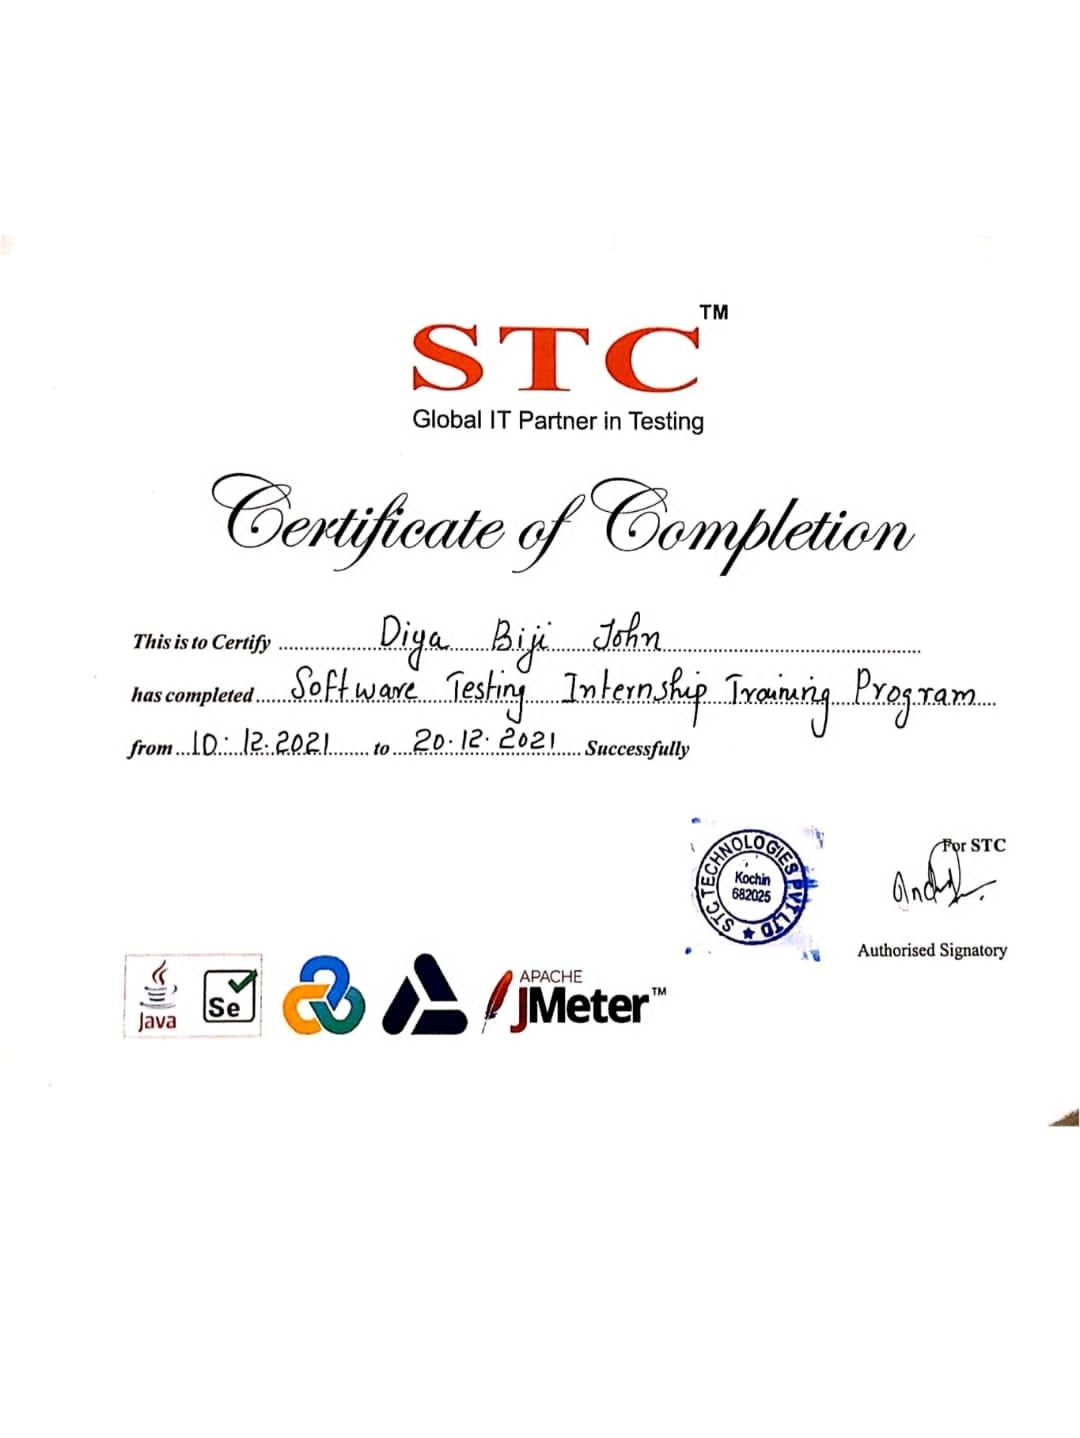 STC™
Global IT Partner in Testing
Certificate of Completion
This is to Certify ........ Diya Biji John ........
has completed .... Software Testing Internship Training Program ....
from ... 10.12.2021 ....... to .... 20.12.2021 .... Successfully
STC TECHNOLOGIES PVT LTD ★
Kochin
682025
For STC
Authorised Signatory
Java
Se
APACHE
JMeter™